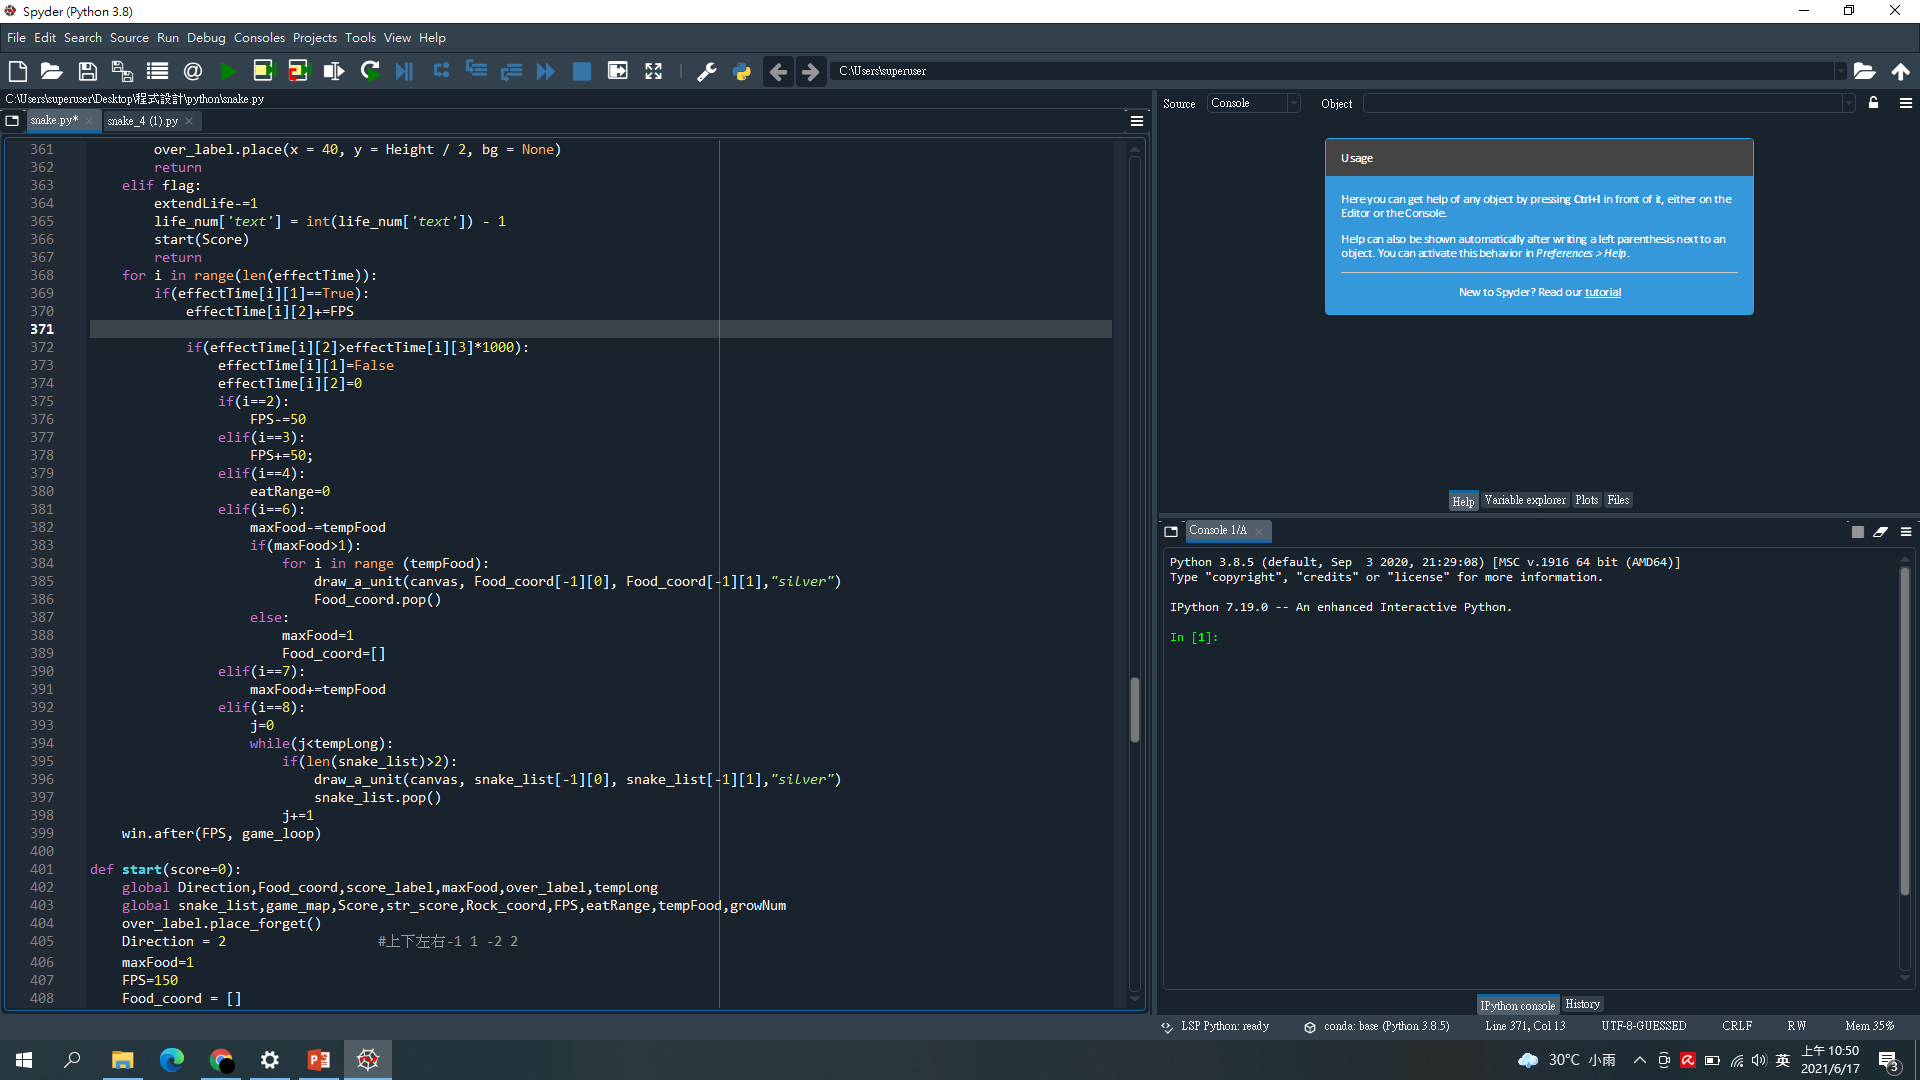 Spyder (Python 3.8)
File Edit Search Source Run Debug Consoles Projects Tools View Help
C:\Users\superuser
C:\Users\superuser\Desktop\程式設計\python\snake.py
snake.py*
snake_4 (1).py
361 over_label.place(x = 40, y = Height / 2, bg = None)
362 return
363 elif flag:
364 extendLife-=1
365 life_num['text'] = int(life_num['text']) - 1
366 start(Score)
367 return
368 for i in range(len(effectTime)):
369 if(effectTime[i][1]==True):
370 effectTime[i][2]+=FPS
371
372 if(effectTime[i][2]>effectTime[i][3]*1000):
373 effectTime[i][1]=False
374 effectTime[i][2]=0
375 if(i==2):
376 FPS-=50
377 elif(i==3):
378 FPS+=50;
379 elif(i==4):
380 eatRange=0
381 elif(i==6):
382 maxFood-=tempFood
383 if(maxFood>1):
384 for i in range (tempFood):
385 draw_a_unit(canvas, Food_coord[-1][0], Food_coord[-1][1],"silver")
386 Food_coord.pop()
387 else:
388 maxFood=1
389 Food_coord=[]
390 elif(i==7):
391 maxFood+=tempFood
392 elif(i==8):
393 j=0
394 while(j<tempLong):
395 if(len(snake_list)>2):
396 draw_a_unit(canvas, snake_list[-1][0], snake_list[-1][1],"silver")
397 snake_list.pop()
398 j+=1
399 win.after(FPS, game_loop)
400
401 def start(score=0):
402 global Direction,Food_coord,score_label,maxFood,over_label,tempLong
403 global snake_list,game_map,Score,str_score,Rock_coord,FPS,eatRange,tempFood,growNum
404 over_label.place_forget()
405 Direction = 2 #上下左右-1 1 -2 2
406 maxFood=1
407 FPS=150
408 Food_coord = []
Source Console Object
Usage
Here you can get help of any object by pressing Ctrl+I in front of it, either on the
Editor or the Console.
Help can also be shown automatically after writing a left parenthesis next to an
object. You can activate this behavior in Preferences > Help.
New to Spyder? Read our tutorial
Help Variable explorer Plots Files
Console 1/A
Python 3.8.5 (default, Sep  3 2020, 21:29:08) [MSC v.1916 64 bit (AMD64)]
Type "copyright", "credits" or "license" for more information.
IPython 7.19.0 -- An enhanced Interactive Python.
In [1]:
IPython console History
LSP Python: ready conda: base (Python 3.8.5) Line 371, Col 13 UTF-8-GUESSED CRLF RW Mem 35%
30°C 小雨 英 上午 10:50
2021/6/17
3